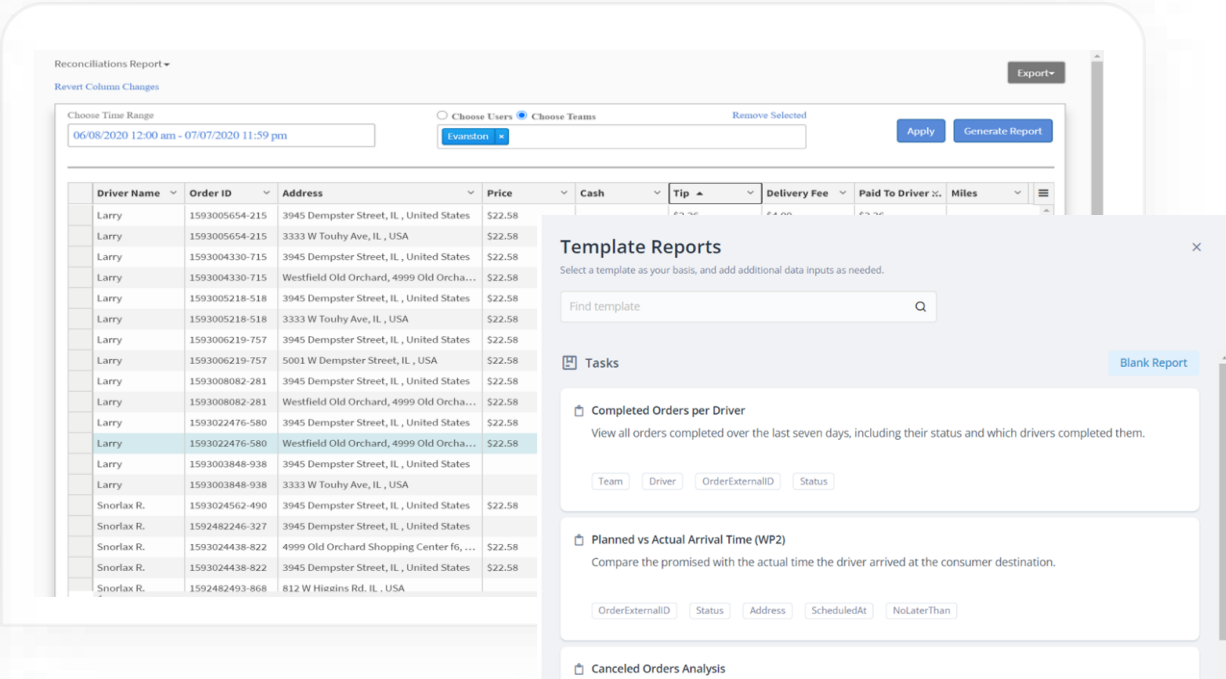 Reconciliations Report
Export
Revert Column Changes
Choose Time Range
Choose Users Choose Teams
Remove Selected
06/08/2020 12:00 am - 07/07/2020 11:59 pm
Evanston ×
Apply
Generate Report
Driver Name Order ID Address Price Cash Tip Delivery Fee Paid To Driver Miles
Larry 1593005654-215 3945 Dempster Street, IL , United States $22.58
Larry 1593005654-215 3333 W Touhy Ave, IL , USA $22.58
Larry 1593004330-715 3945 Dempster Street, IL , United States $22.58
Larry 1593004330-715 Westfield Old Orchard, 4999 Old Orcha... $22.58
Larry 1593005218-518 3945 Dempster Street, IL , United States $22.58
Larry 1593005218-518 3333 W Touhy Ave, IL , USA $22.58
Larry 1593006219-757 3945 Dempster Street, IL , United States $22.58
Larry 1593006219-757 5001 W Dempster Street, IL , USA $22.58
Larry 1593008082-281 3945 Dempster Street, IL , United States $22.58
Larry 1593008082-281 Westfield Old Orchard, 4999 Old Orcha... $22.58
Larry 1593022476-580 3945 Dempster Street, IL , United States $22.58
Larry 1593022476-580 Westfield Old Orchard, 4999 Old Orcha... $22.58
Larry 1593003848-938 3945 Dempster Street, IL , United States
Larry 1593003848-938 3333 W Touhy Ave, IL , USA
Snorlax R. 1593024562-490 3945 Dempster Street, IL , United States $22.58
Snorlax R. 1592482246-327 3945 Dempster Street, IL , United States
Snorlax R. 1593024438-822 4999 Old Orchard Shopping Center f6, ... $22.58
Snorlax R. 1593024438-822 3945 Dempster Street, IL , United States $22.58
Snorlax R. 1592482493-868 812 W Higgins Rd, IL , USA
Template Reports
Select a template as your basis, and add additional data inputs as needed.
Find template
Tasks
Blank Report
Completed Orders per Driver
View all orders completed over the last seven days, including their status and which drivers completed them.
Team Driver OrderExternalID Status
Planned vs Actual Arrival Time (WP2)
Compare the promised with the actual time the driver arrived at the consumer destination.
OrderExternalID Status Address ScheduledAt NoLaterThan
Canceled Orders Analysis